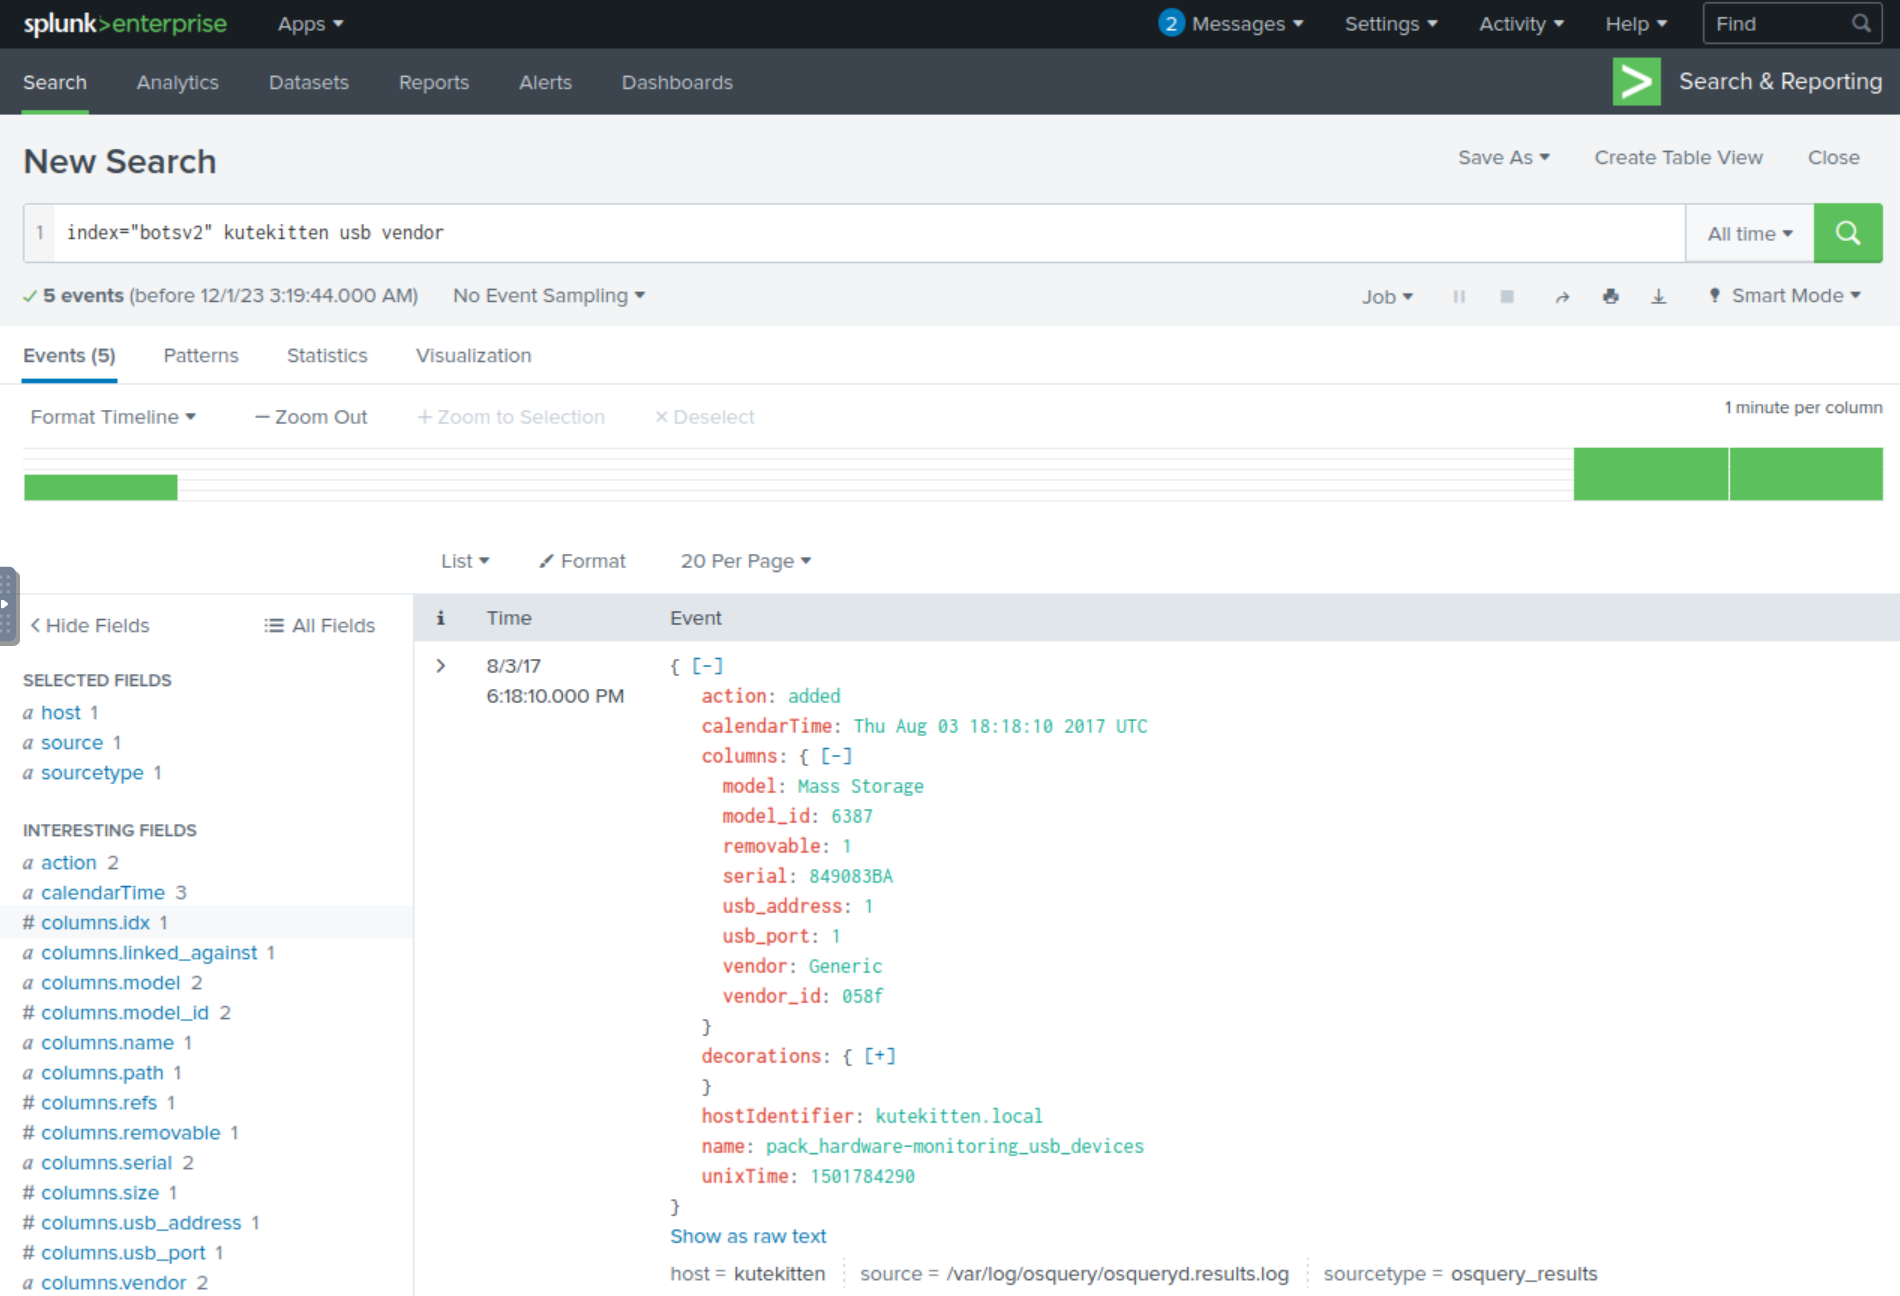 splunk>enterprise Apps 2 Messages Settings Activity Help Find
Search Analytics Datasets Reports Alerts Dashboards > Search & Reporting
New Search Save As Create Table View Close
1 index="botsv2" kutekitten usb vendor All time
✓ 5 events (before 12/1/23 3:19:44.000 AM) No Event Sampling Job Smart Mode
Events (5) Patterns Statistics Visualization
Format Timeline — Zoom Out + Zoom to Selection × Deselect 1 minute per column
List Format 20 Per Page
< Hide Fields All Fields
SELECTED FIELDS
a host 1
a source 1
a sourcetype 1
INTERESTING FIELDS
a action 2
a calendarTime 3
# columns.idx 1
a columns.linked_against 1
a columns.model 2
# columns.model_id 2
a columns.name 1
a columns.path 1
# columns.refs 1
# columns.removable 1
a columns.serial 2
# columns.size 1
# columns.usb_address 1
# columns.usb_port 1
a columns.vendor 2
i Time Event
> 8/3/17
6:18:10.000 PM
{ [-]
action: added
calendarTime: Thu Aug 03 18:18:10 2017 UTC
columns: { [-]
model: Mass Storage
model_id: 6387
removable: 1
serial: 849083BA
usb_address: 1
usb_port: 1
vendor: Generic
vendor_id: 058f
}
decorations: { [+]
}
hostIdentifier: kutekitten.local
name: pack_hardware-monitoring_usb_devices
unixTime: 1501784290
}
Show as raw text
host = kutekitten source = /var/log/osquery/osqueryd.results.log sourcetype = osquery_results